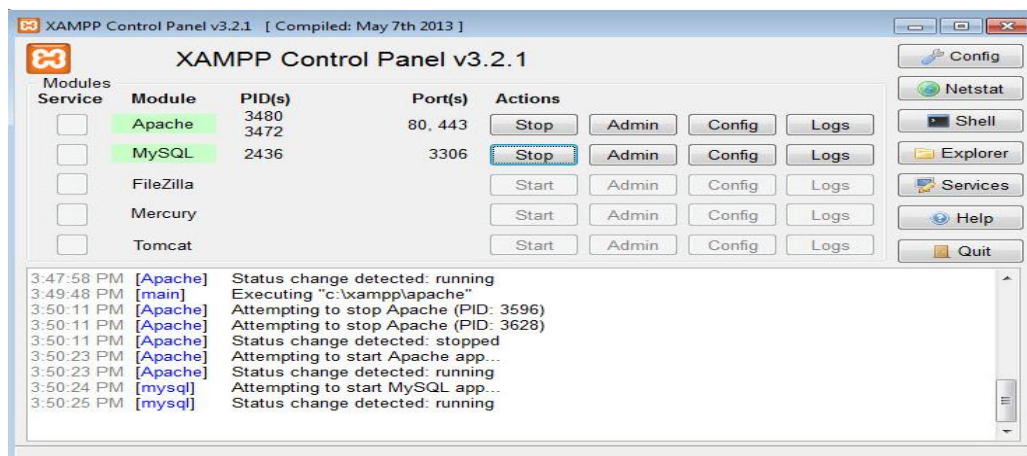 XAMPP Control Panel v3.2.1 [ Compiled: May 7th 2013 ]
XAMPP Control Panel v3.2.1
Config
Modules
Service Module PID(s) Port(s) Actions
Netstat
Apache 3480 3472 80, 443 Stop Admin Config Logs
Shell
MySQL 2436 3306 Stop Admin Config Logs
Explorer
FileZilla Start Admin Config Logs
Services
Mercury Start Admin Config Logs
Help
Tomcat Start Admin Config Logs
Quit
3:47:58 PM [Apache] Status change detected: running
3:49:48 PM [main] Executing "c:\xampp\apache"
3:50:11 PM [Apache] Attempting to stop Apache (PID: 3596)
3:50:11 PM [Apache] Attempting to stop Apache (PID: 3628)
3:50:11 PM [Apache] Status change detected: stopped
3:50:23 PM [Apache] Attempting to start Apache app...
3:50:23 PM [Apache] Status change detected: running
3:50:24 PM [mysql] Attempting to start MySQL app...
3:50:25 PM [mysql] Status change detected: running